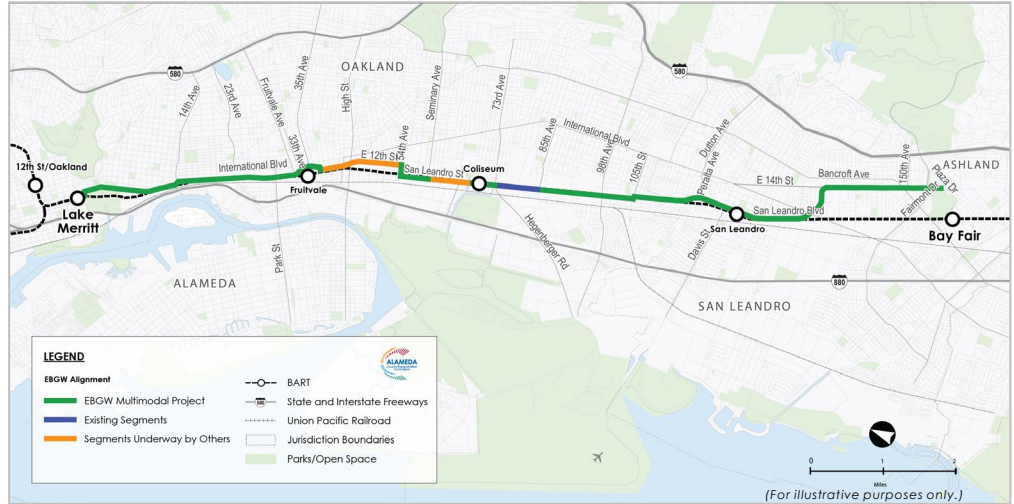 580
OAKLAND
580
14th Ave
23rd Ave
Fruitvale Ave
35th Ave
High St
Seminary Ave
73rd Ave
85th Ave
98th Ave
105th St
Dutton Ave
Peralta Ave
150th Ave
Plaza Dr
Fairmont Dr
ASHLAND
33th Ave
54th Ave
International Blvd
International Blvd
E 12th St
San Leandro St
Coliseum
E 14th St
Bancroft Ave
12th St/Oakland
Lake
Merritt
Fruitvale
San Leandro
San Leandro Blvd
Bay Fair
Park St
Hegenberger Rd
Davis St
ALAMEDA
SAN LEANDRO
880
LEGEND
EBGW Alignment
EBGW Multimodal Project
Existing Segments
Segments Underway by Others
ALAMEDA
County Transportation
Commission
BART
580
State and Interstate Freeways
Union Pacific Railroad
Jurisdiction Boundaries
Parks/Open Space
0 1 2
Miles
(For illustrative purposes only.)